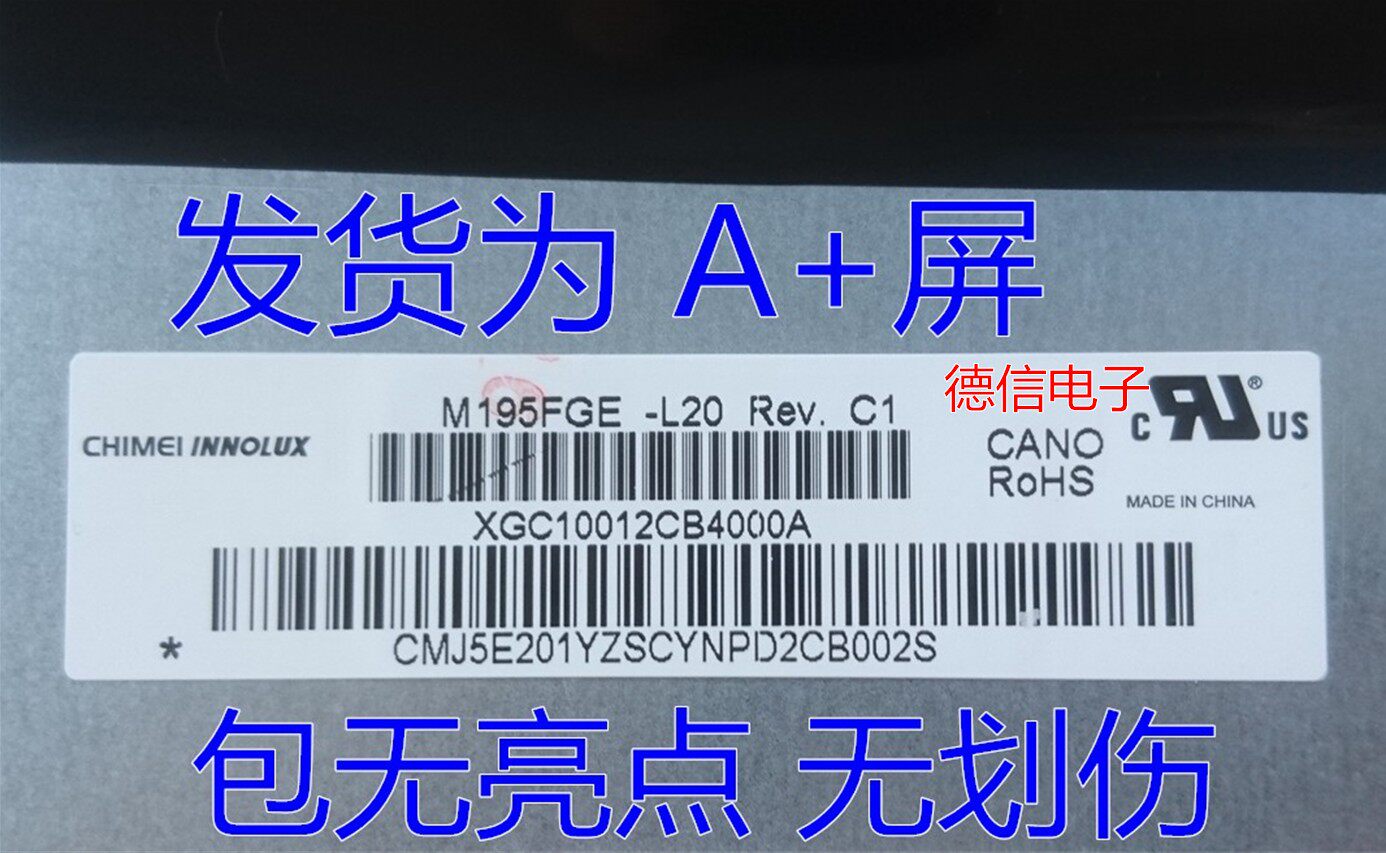 发货为 A+屏
德信电子
M195FGE -L20 Rev. C1
CHIMEI INNOLUX
CANO
RoHS
C RU ® US
MADE IN CHINA
XGC10012CB4000A
* CMJ5E201YZSCYNPD2CB002S
包无亮点 无划伤